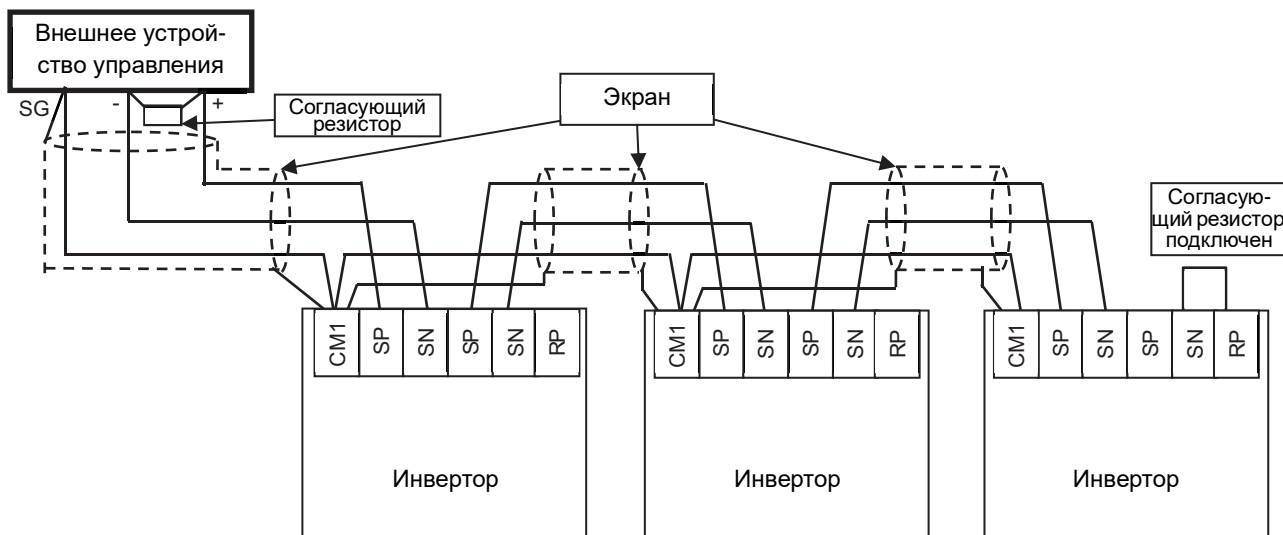 Внешнее устрой-
ство управления
SG
-
+
Согласующий
резистор
Экран
Согласую-
щий резистор
подключен
CM1
SP
SN
SP
SN
RP
CM1
SP
SN
SP
SN
RP
CM1
SP
SN
SP
SN
RP
Инвертор
Инвертор
Инвертор